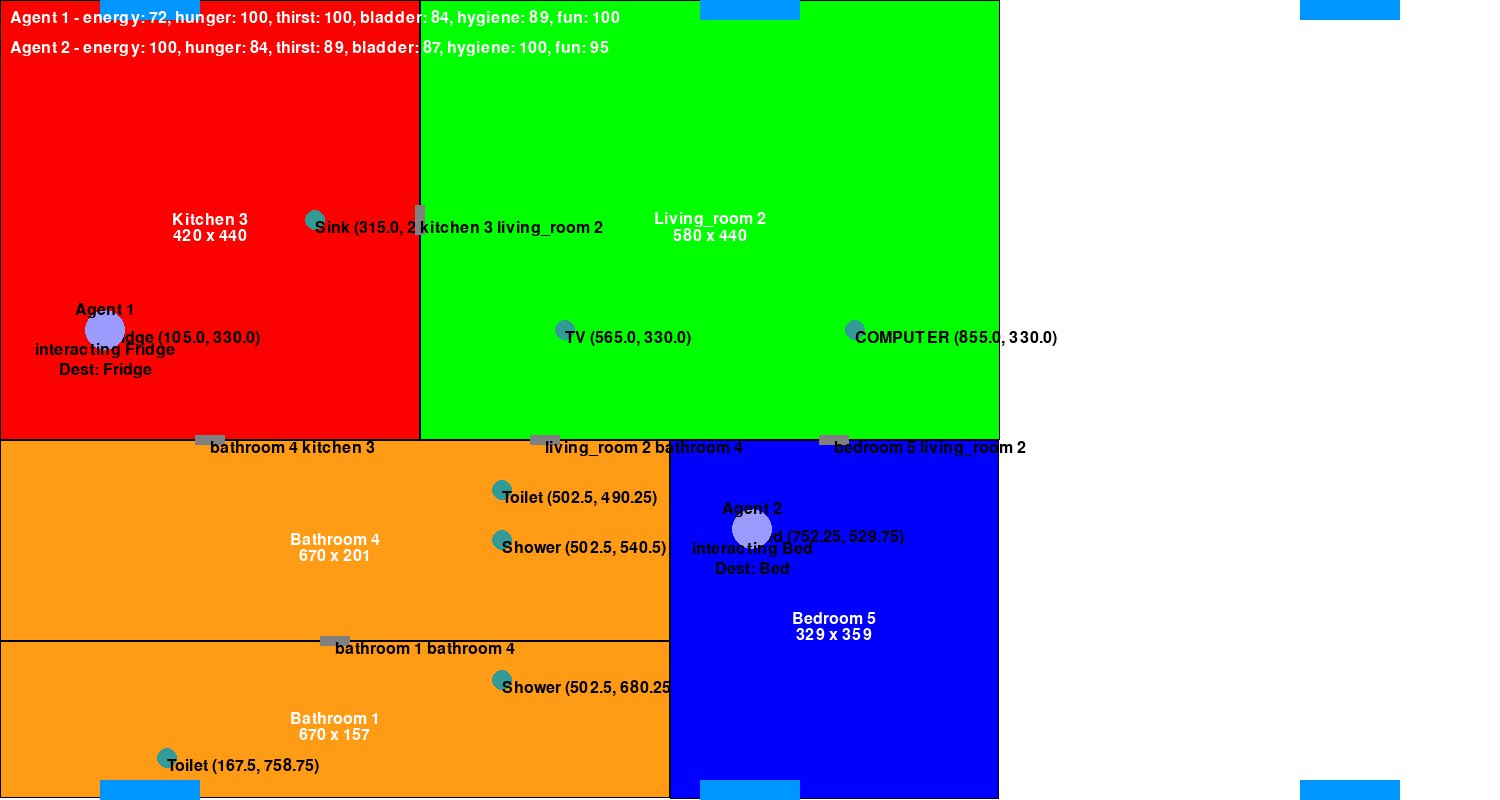 Agent 1 - energy: 72, hunger: 100, thirst: 100, bladder: 84, hygiene: 89, fun: 100
Agent 2 - energy: 100, hunger: 84, thirst: 89, bladder: 87, hygiene: 100, fun: 95
Kitchen 3
420 x 440
Living_room 2
580 x 440
Sink (315.0, 2
kitchen 3 living_room 2
Agent 1
dge (105.0, 330.0)
interacting Fridge
Dest: Fridge
TV (565.0, 330.0)
COMPUTER (855.0, 330.0)
bathroom 4 kitchen 3
living_room 2 bathroom 4
bedroom 5 living_room 2
Toilet (502.5, 490.25)
Bathroom 4
670 x 201
Shower (502.5, 540.5)
Agent 2
d (752.25, 529.75)
interacting Bed
Dest: Bed
Bedroom 5
329 x 359
bathroom 1 bathroom 4
Shower (502.5, 680.25
Bathroom 1
670 x 157
Toilet (167.5, 758.75)